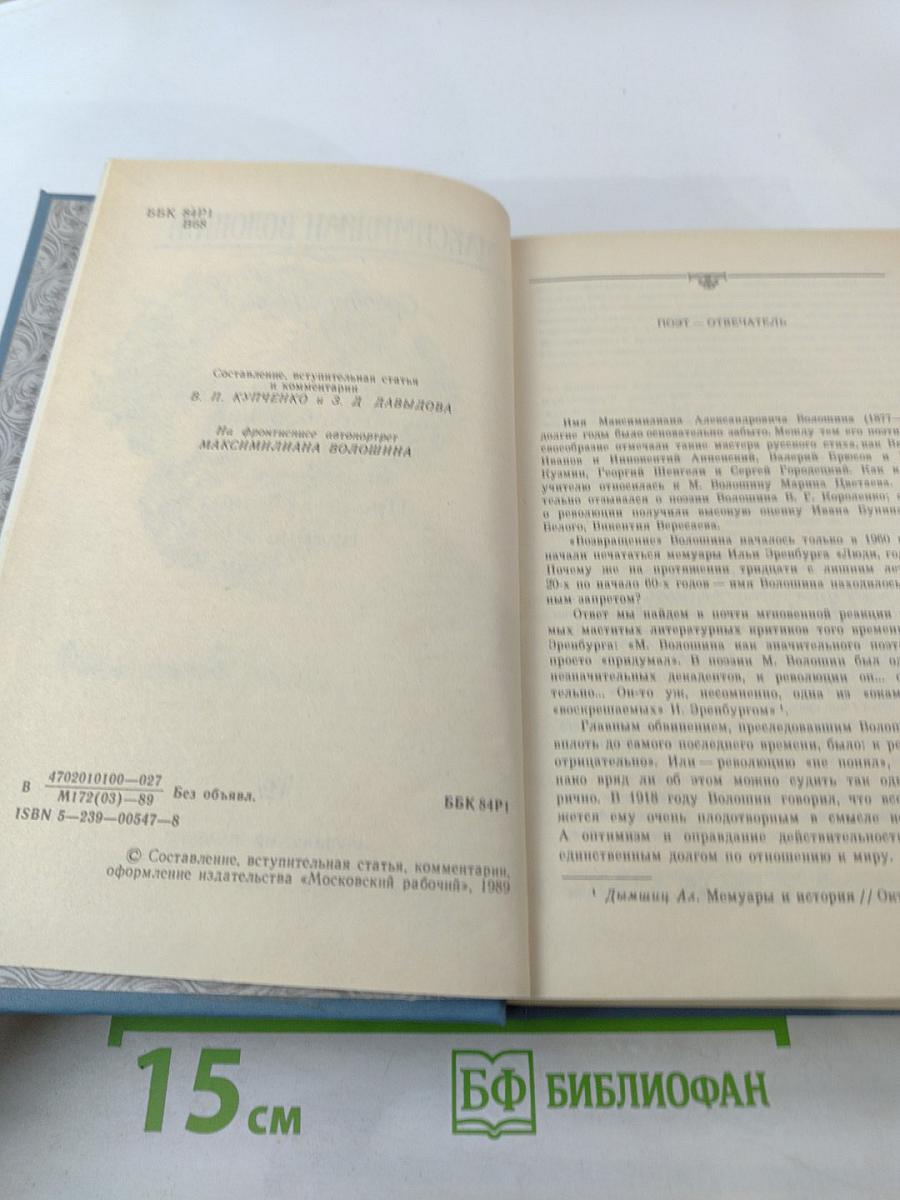 ББК 84Р1
В68
Составление, вступительная статья
и комментарии
В. П. КУПЧЕНКО и З. Д. ДАВЫДОВА
На фронтисписе автопортрет
МАКСИМИЛИАНА ВОЛОШИНА
В 4702010100—027
М172(03)—89 Без объявл.
ББК 84Р1
ISBN 5—239—00547—8
© Составление, вступительная статья, комментарии,
оформление издательства «Московский рабочий», 1989
ПОЭТ — ОТВЕЧАТЕЛЬ
Имя Максимилиана Александровича Волошина (1877—
долгие годы было основательно забыто. Между тем его поэти
своеобразие отмечали такие мастера русского стиха, как Вя
Иванов и Иннокентий Анненский, Валерий Брюсов и
Кузмин, Георгий Шенгели и Сергей Городецкий. Как к
учителю относилась к М. Волошину Марина Цветаева.
тельно отзывался о поэзии Волошина В. Г. Короленко;
о революции получили высокую оценку Ивана Бунина
Белого, Викентия Вересаева.
«Возвращение» Волошина началось только в 1960
начали печататься мемуары Ильи Эренбурга «Люди, год
Почему же на протяжении тридцати с лишним лет
20-х по начало 60-х годов — имя Волошина находилось
ным запретом?
Ответ мы найдем в почти мгновенной реакции
мых маститых литературных критиков того времени
Эренбурга: «М. Волошина как значительного поэт
просто «придумал». В поэзии М. Волошин был од
незначительных декадентов, к революции он... о
тельно... Он-то уж, несомненно, одна из «онам
«воскрешаемых» И. Эренбургом» ¹.
Главным обвинением, преследовавшим Волош
вплоть до самого последнего времени, было: к ре
отрицательно». Или — революцию «не понял»,
нако вряд ли об этом можно судить так одн
рично. В 1918 году Волошин говорил, что все
жется ему очень плодотворным в смысле не
А оптимизм и оправдание действительност
единственным долгом по отношению к миру.
¹ Дымшиц Ал. Мемуары и история // Окт
15 см
БФ БИБЛИОФАН